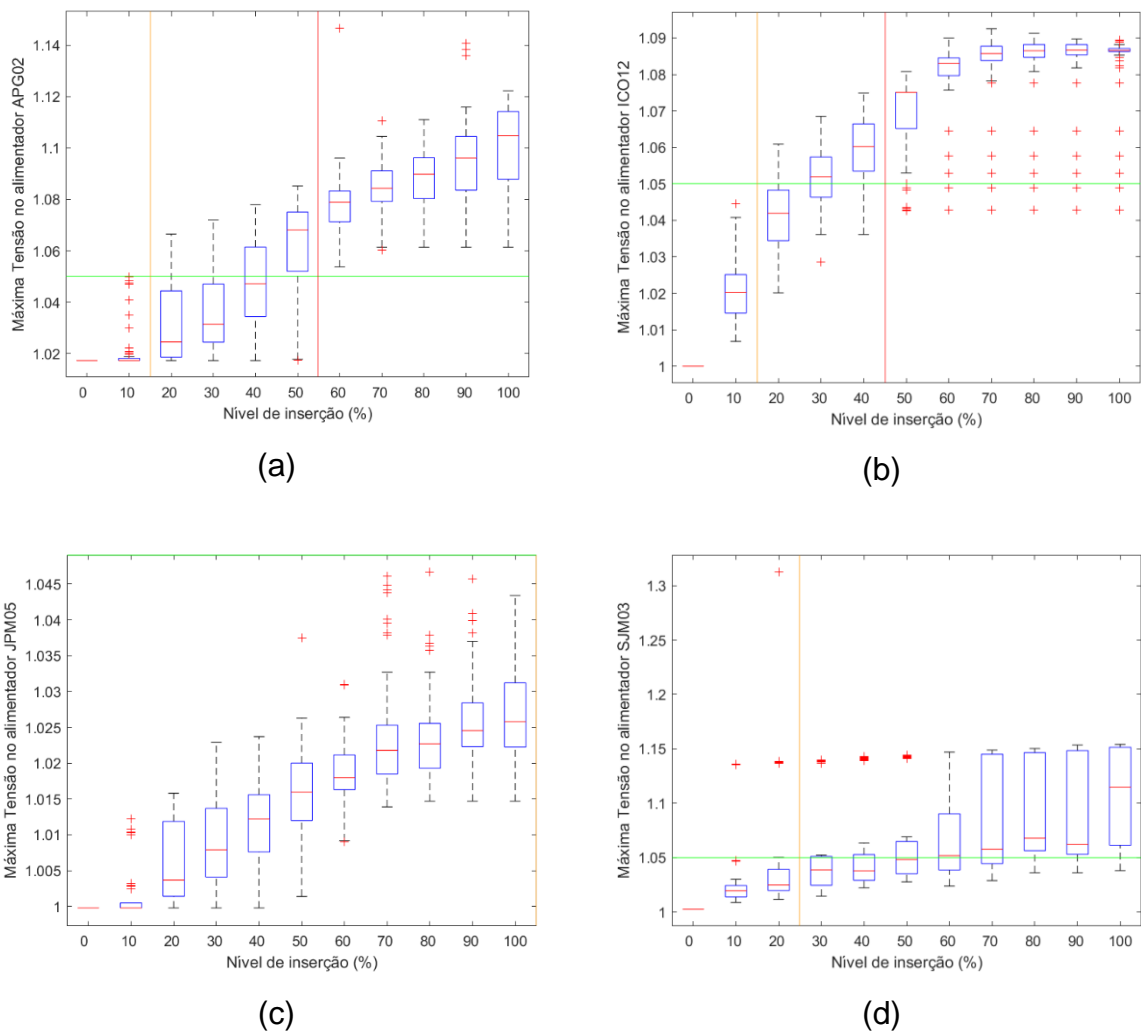 Máxima Tensão no alimentador APG02
1.14
1.12
1.1
1.08
1.06
1.04
1.02
0 10 20 30 40 50 60 70 80 90 100
Nível de inserção (%)
(a)
Máxima Tensão no alimentador ICO12
1.09
1.08
1.07
1.06
1.05
1.04
1.03
1.02
1.01
1
0 10 20 30 40 50 60 70 80 90 100
Nível de inserção (%)
(b)
Máxima Tensão no alimentador JPM05
1.045
1.04
1.035
1.03
1.025
1.02
1.015
1.01
1.005
1
0 10 20 30 40 50 60 70 80 90 100
Nível de inserção (%)
(c)
Máxima Tensão no alimentador SJM03
1.3
1.25
1.2
1.15
1.1
1.05
1
0 10 20 30 40 50 60 70 80 90 100
Nível de inserção (%)
(d)